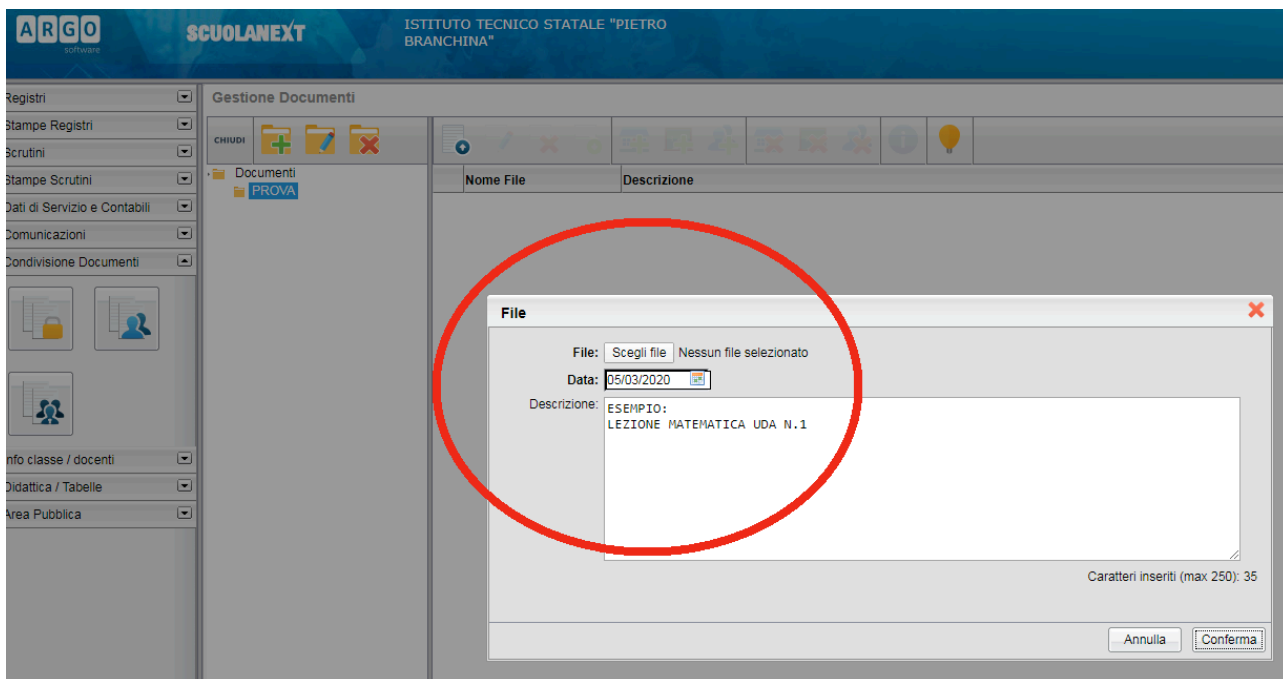 ARGO
software
SCUOLANEXT
ISTITUTO TECNICO STATALE "PIETRO
BRANCHINA"
Registri
Stampe Registri
Scrutini
Stampe Scrutini
Dati di Servizio e Contabili
Comunicazioni
Condivisione Documenti
Info classe / docenti
Didattica / Tabelle
Area Pubblica
Gestione Documenti
CHIUDI
Documenti
PROVA
Nome File Descrizione
File
File: Scegli file Nessun file selezionato
Data: 05/03/2020
Descrizione: ESEMPIO:
LEZIONE MATEMATICA UDA N.1
Caratteri inseriti (max 250): 35
Annulla Conferma